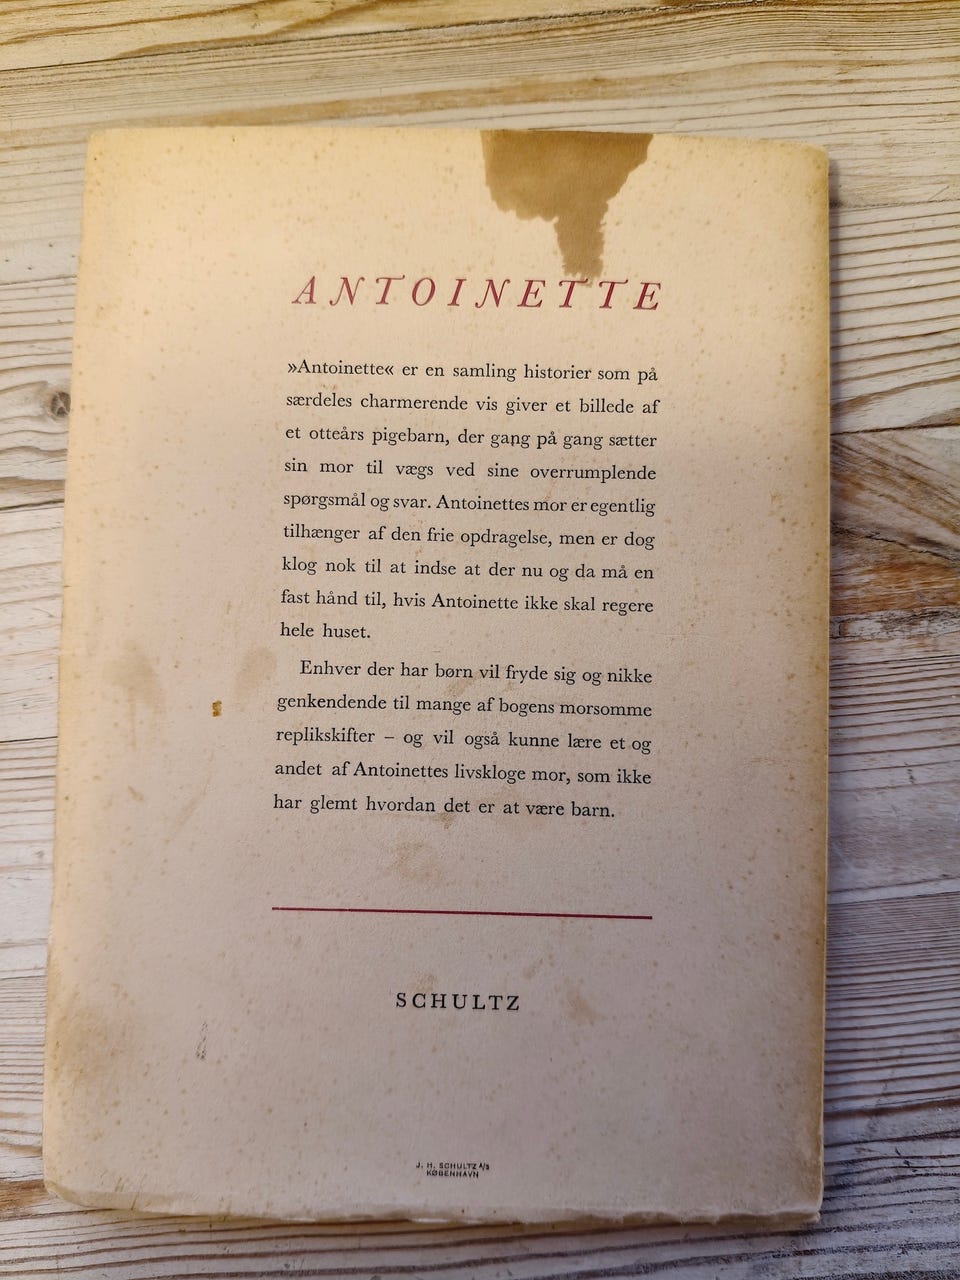 ANTOINETTE
»Antoinette« er en samling historier som på
særdeles charmerende vis giver et billede af
et otteårs pigebarn, der gang på gang sætter
sin mor til vægs ved sine overrumplende
spørgsmål og svar. Antoinettes mor er egentlig
tilhænger af den frie opdragelse, men er dog
klog nok til at indse at der nu og da må en
fast hånd til, hvis Antoinette ikke skal regere
hele huset.
Enhver der har børn vil fryde sig og nikke
genkendende til mange af bogens morsomme
replikskifter – og vil også kunne lære et og
andet af Antoinettes livskloge mor, som ikke
har glemt hvordan det er at være barn.
SCHULTZ
J. H. SCHULTZ A/S
KØBENHAVN